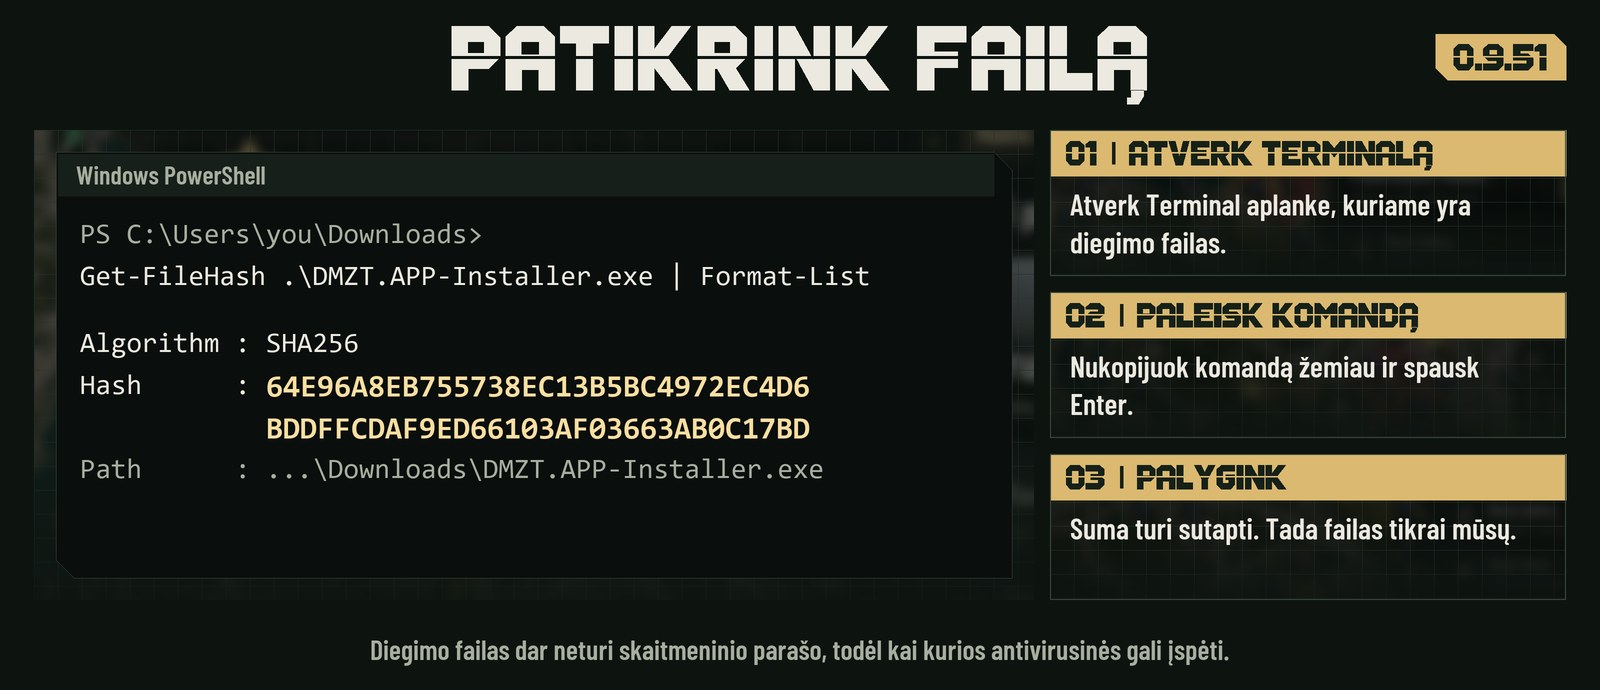 PATIKRINK FAILĄ
0.9.51
Windows PowerShell
PS C:\Users\you\Downloads>
Get-FileHash .\DMZT.APP-Installer.exe | Format-List
Algorithm : SHA256
Hash : 64E96A8EB755738EC13B5BC4972EC4D6
BDDFFCDAF9ED66103AF03663AB0C17BD
Path : ...\Downloads\DMZT.APP-Installer.exe
01 | ATVERK TERMINALĄ
Atverk Terminal aplanke, kuriame yra
diegimo failas.
02 | PALEISK KOMANDĄ
Nukopijuok komandą žemiau ir spausk
Enter.
03 | PALYGINK
Suma turi sutapti. Tada failas tikrai mūsų.
Diegimo failas dar neturi skaitmeninio parašo, todėl kai kurios antivirusinės gali įspėti.